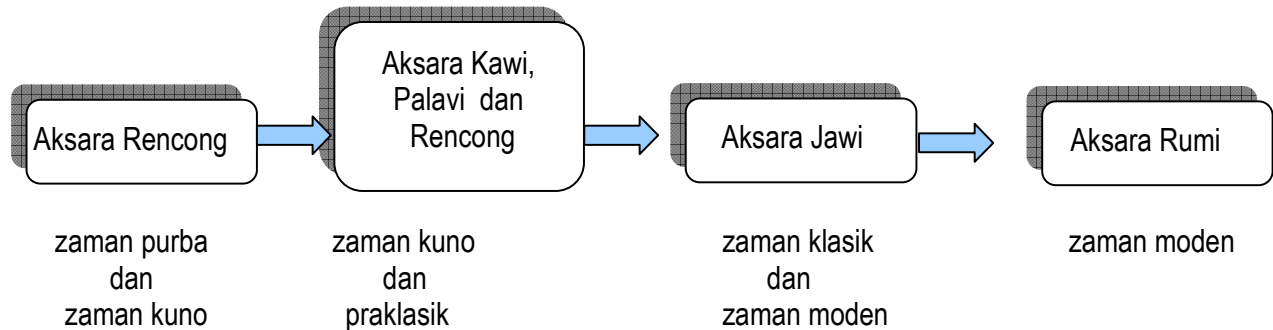 Aksara Rencong
Aksara Kawi,
Palavi dan
Rencong
Aksara Jawi
Aksara Rumi
zaman purba
dan
zaman kuno
zaman kuno
dan
praklasik
zaman klasik
dan
zaman moden
zaman moden